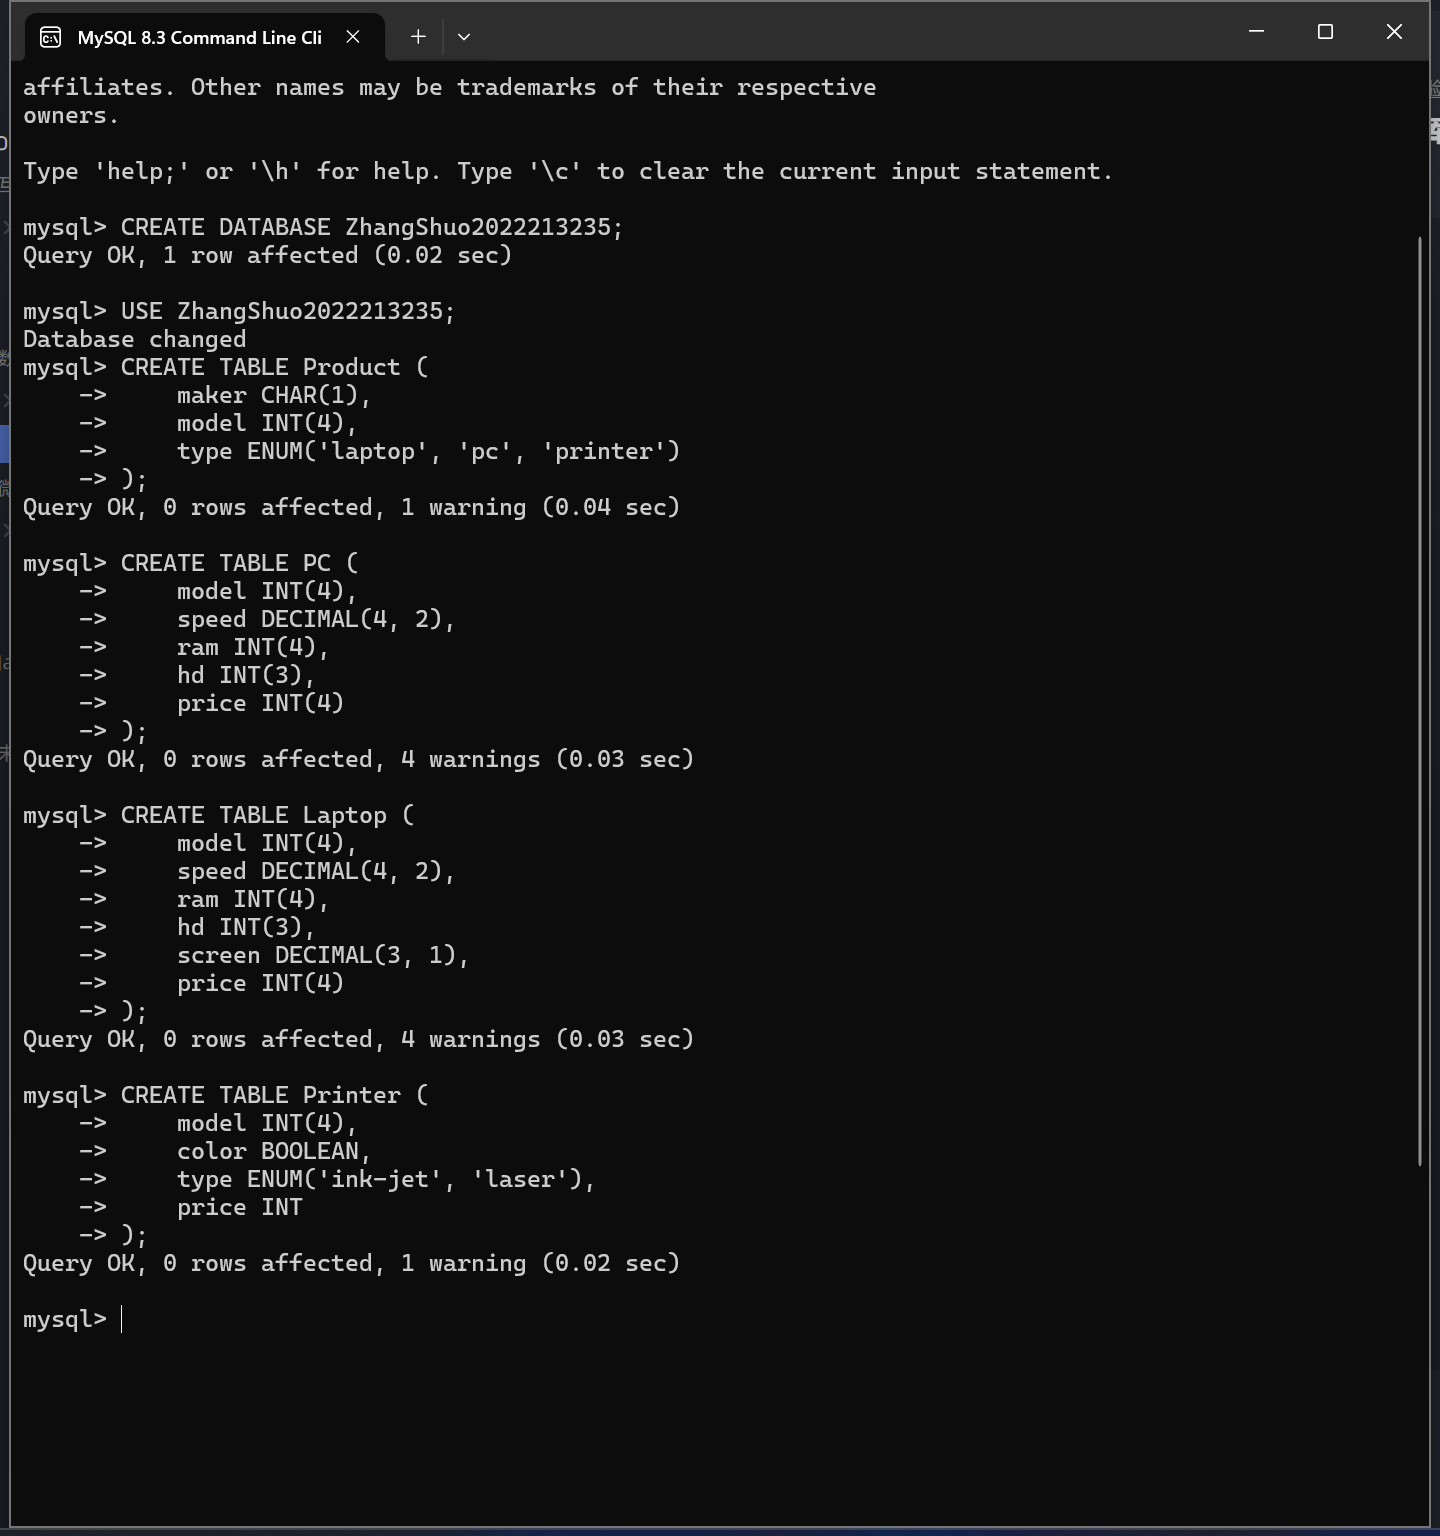 MySQL 8.3 Command Line Cli
affiliates. Other names may be trademarks of their respective
owners.
Type 'help;' or '\h' for help. Type '\c' to clear the current input statement.
mysql> CREATE DATABASE ZhangShuo2022213235;
Query OK, 1 row affected (0.02 sec)
mysql> USE ZhangShuo2022213235;
Database changed
mysql> CREATE TABLE Product (
    ->     maker CHAR(1),
    ->     model INT(4),
    ->     type ENUM('laptop', 'pc', 'printer')
    -> );
Query OK, 0 rows affected, 1 warning (0.04 sec)
mysql> CREATE TABLE PC (
    ->     model INT(4),
    ->     speed DECIMAL(4, 2),
    ->     ram INT(4),
    ->     hd INT(3),
    ->     price INT(4)
    -> );
Query OK, 0 rows affected, 4 warnings (0.03 sec)
mysql> CREATE TABLE Laptop (
    ->     model INT(4),
    ->     speed DECIMAL(4, 2),
    ->     ram INT(4),
    ->     hd INT(3),
    ->     screen DECIMAL(3, 1),
    ->     price INT(4)
    -> );
Query OK, 0 rows affected, 4 warnings (0.03 sec)
mysql> CREATE TABLE Printer (
    ->     model INT(4),
    ->     color BOOLEAN,
    ->     type ENUM('ink-jet', 'laser'),
    ->     price INT
    -> );
Query OK, 0 rows affected, 1 warning (0.02 sec)
mysql>